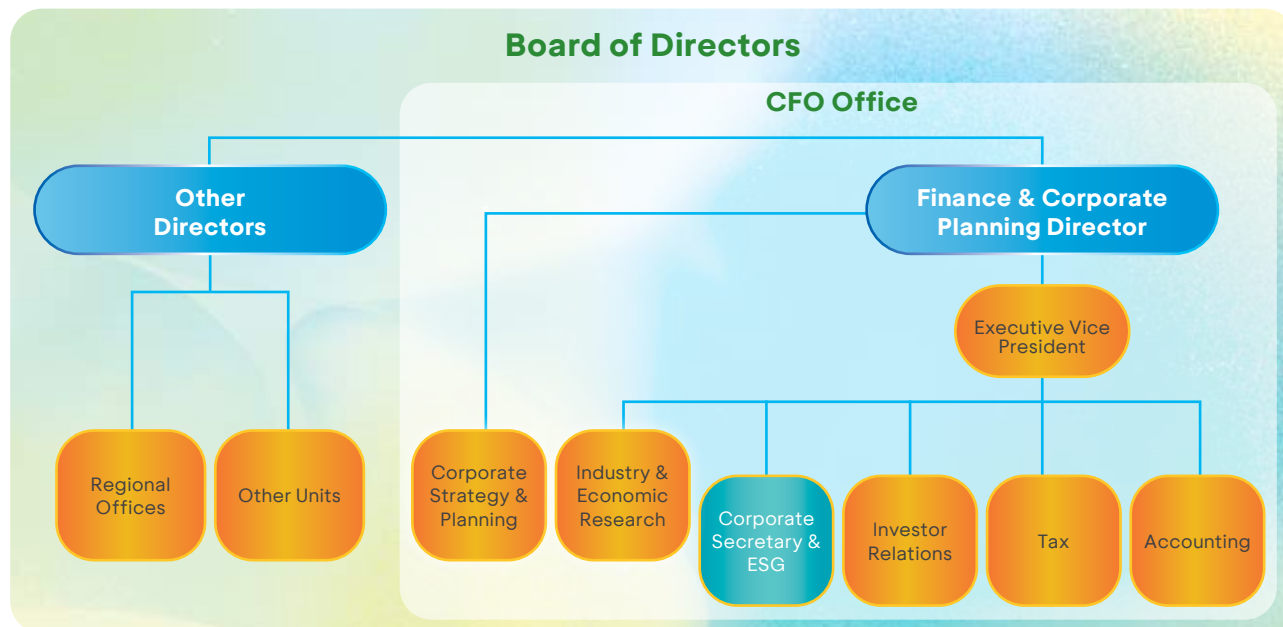 Board of Directors
CFO Office
Other
Directors
Finance & Corporate
Planning Director
Executive Vice
President
Regional
Offices
Other Units
Corporate
Strategy &
Planning
Industry &
Economic
Research
Corporate
Secretary &
ESG
Investor
Relations
Tax
Accounting